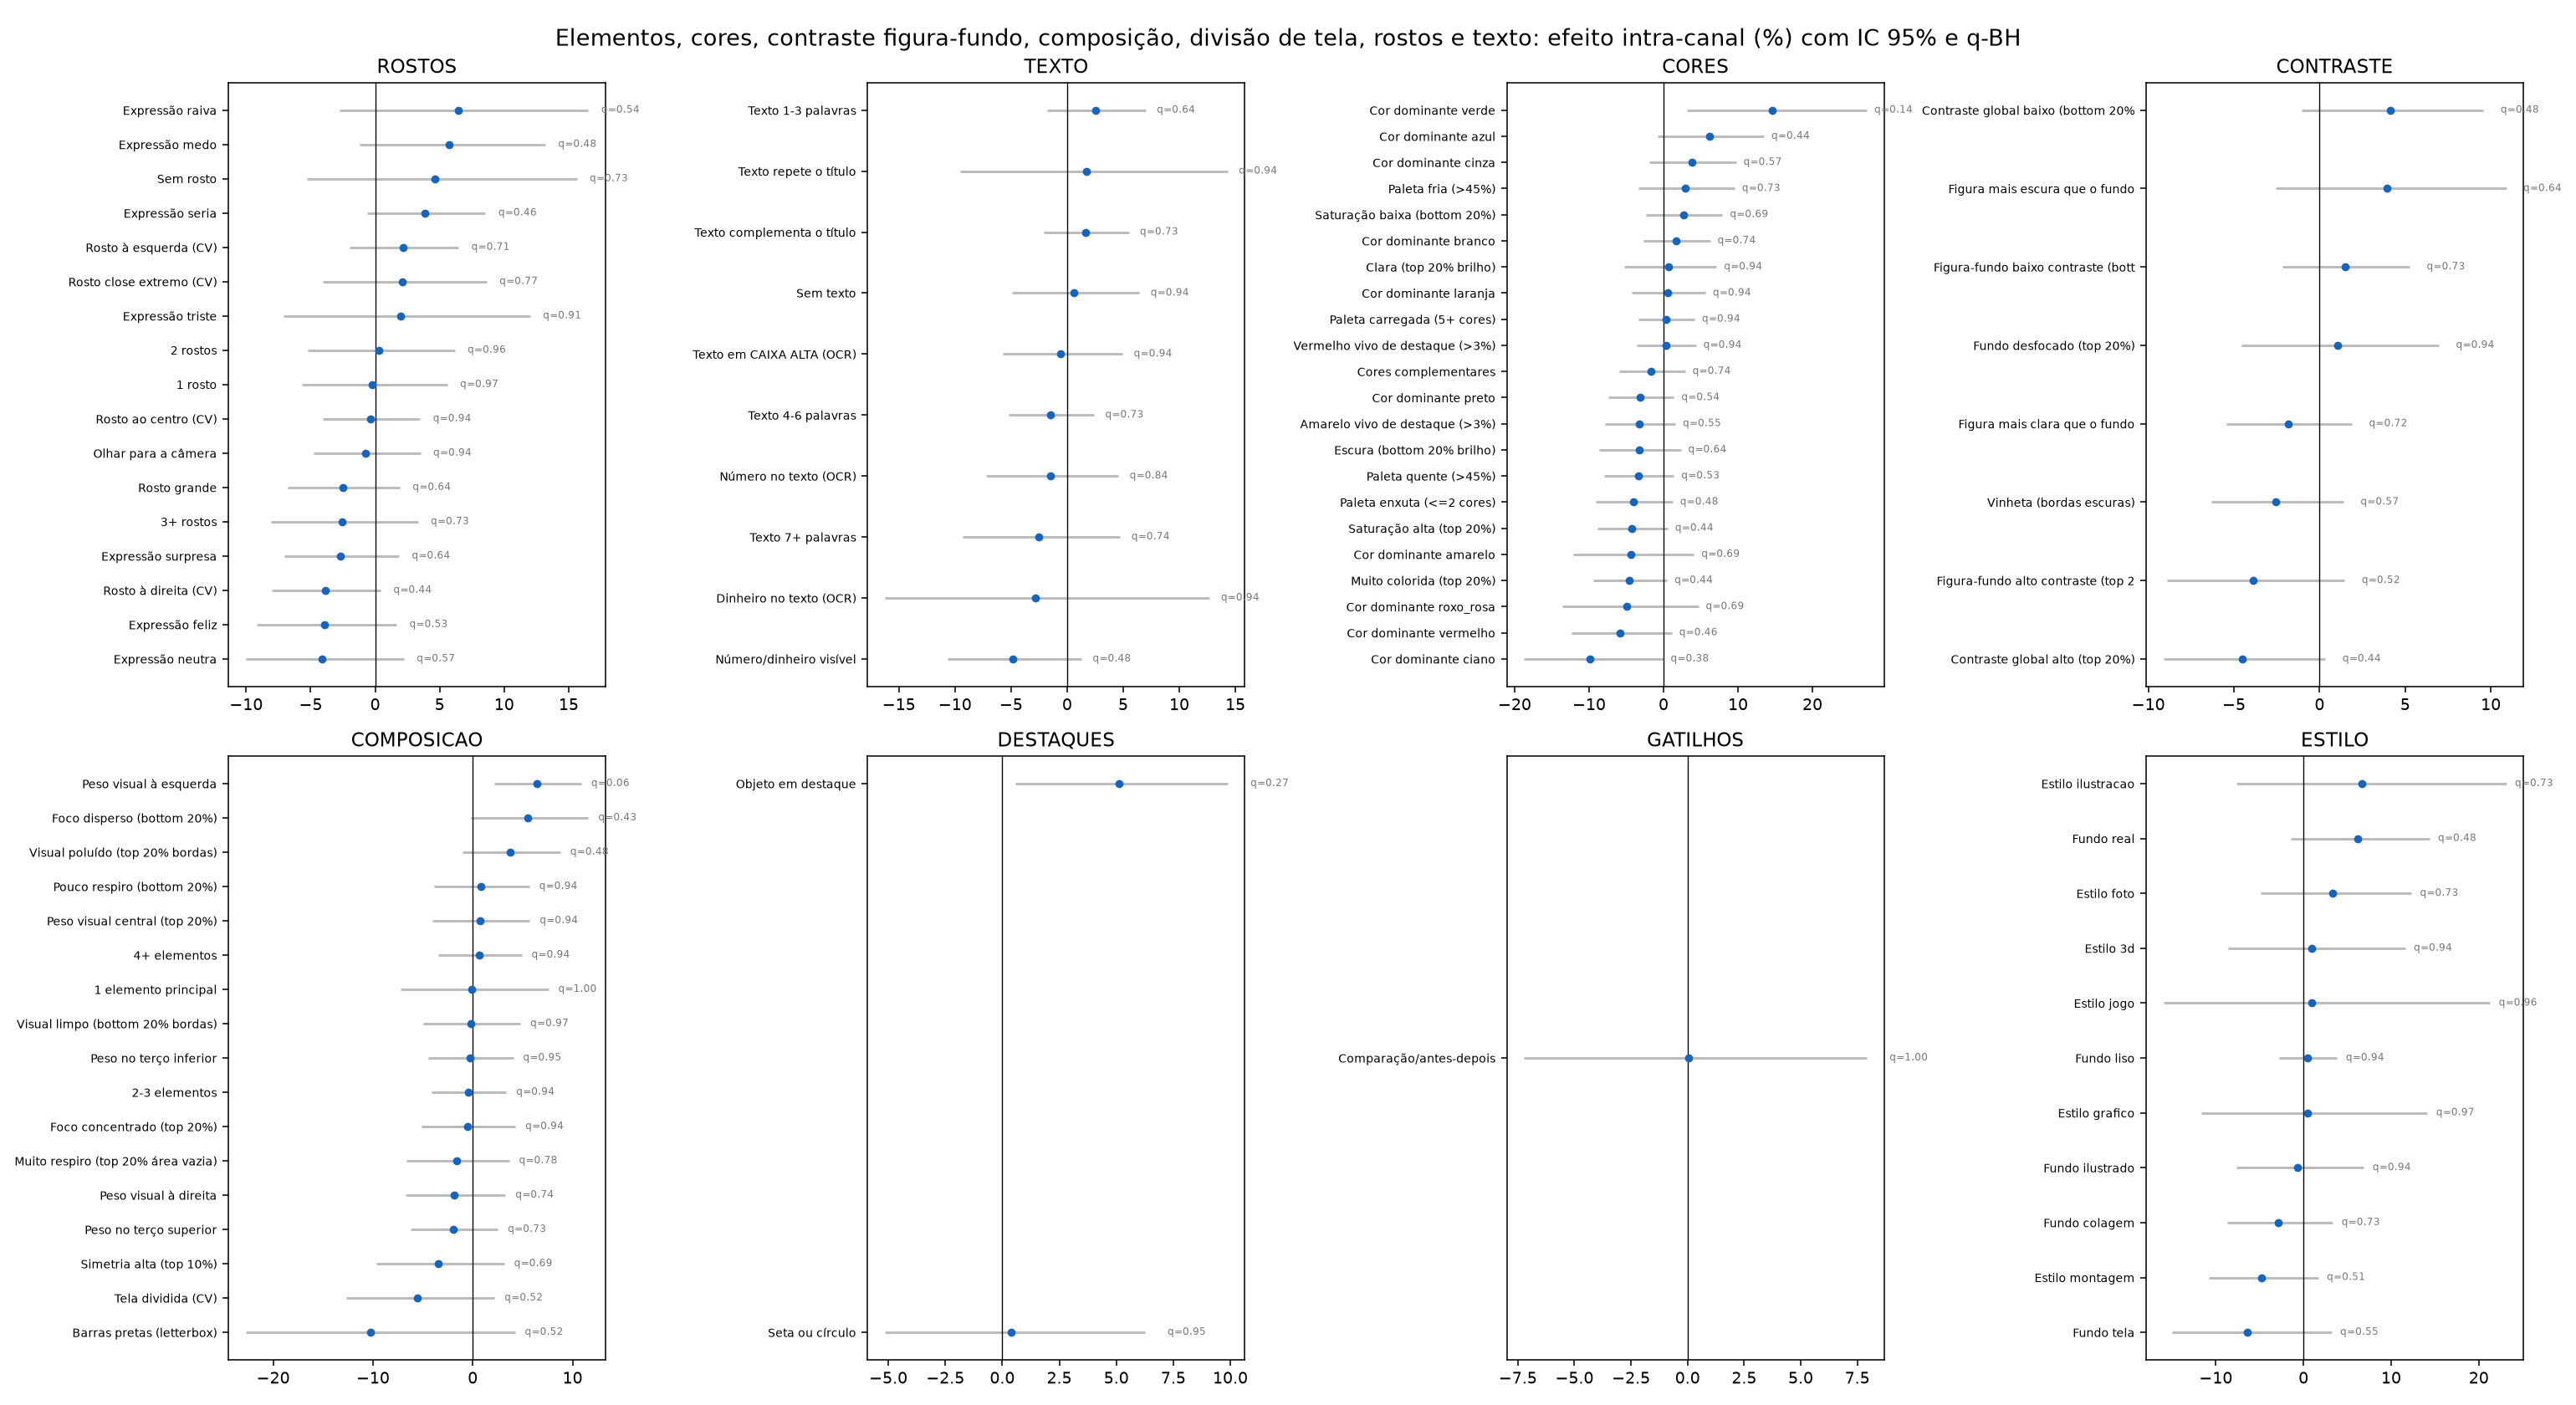 Elementos, cores, contraste figura-fundo, composição, divisão de tela, rostos e texto: efeito intra-canal (%) com IC 95% e q-BH
ROSTOS
Expressão raiva q=0.54
Expressão medo q=0.48
Sem rosto q=0.73
Expressão seria q=0.46
Rosto à esquerda (CV) q=0.71
Rosto close extremo (CV) q=0.77
Expressão triste q=0.91
2 rostos q=0.96
1 rosto q=0.97
Rosto ao centro (CV) q=0.94
Olhar para a câmera q=0.94
Rosto grande q=0.64
3+ rostos q=0.73
Expressão surpresa q=0.64
Rosto à direita (CV) q=0.44
Expressão feliz q=0.53
Expressão neutra q=0.57
−10 −5 0 5 10 15
TEXTO
Texto 1-3 palavras q=0.64
Texto repete o título q=0.94
Texto complementa o título q=0.73
Sem texto q=0.94
Texto em CAIXA ALTA (OCR) q=0.94
Texto 4-6 palavras q=0.73
Número no texto (OCR) q=0.84
Texto 7+ palavras q=0.74
Dinheiro no texto (OCR) q=0.94
Número/dinheiro visível q=0.48
−15 −10 −5 0 5 10 15
CORES
Cor dominante verde q=0.14
Cor dominante azul q=0.44
Cor dominante cinza q=0.57
Paleta fria (>45%) q=0.73
Saturação baixa (bottom 20%) q=0.69
Cor dominante branco q=0.74
Clara (top 20% brilho) q=0.94
Cor dominante laranja q=0.94
Paleta carregada (5+ cores) q=0.94
Vermelho vivo de destaque (>3%) q=0.94
Cores complementares q=0.74
Cor dominante preto q=0.54
Amarelo vivo de destaque (>3%) q=0.55
Escura (bottom 20% brilho) q=0.64
Paleta quente (>45%) q=0.53
Paleta enxuta (<=2 cores) q=0.48
Saturação alta (top 20%) q=0.44
Cor dominante amarelo q=0.69
Muito colorida (top 20%) q=0.44
Cor dominante roxo_rosa q=0.69
Cor dominante vermelho q=0.46
Cor dominante ciano q=0.38
−20 −10 0 10 20
CONTRASTE
Contraste global baixo (bottom 20% q=0.48
Figura mais escura que o fundo q=0.64
Figura-fundo baixo contraste (bott q=0.73
Fundo desfocado (top 20%) q=0.94
Figura mais clara que o fundo q=0.72
Vinheta (bordas escuras) q=0.57
Figura-fundo alto contraste (top 2 q=0.52
Contraste global alto (top 20%) q=0.44
−10 −5 0 5 10
COMPOSICAO
Peso visual à esquerda q=0.06
Foco disperso (bottom 20%) q=0.43
Visual poluído (top 20% bordas) q=0.48
Pouco respiro (bottom 20%) q=0.94
Peso visual central (top 20%) q=0.94
4+ elementos q=0.94
1 elemento principal q=1.00
Visual limpo (bottom 20% bordas) q=0.97
Peso no terço inferior q=0.95
2-3 elementos q=0.94
Foco concentrado (top 20%) q=0.94
Muito respiro (top 20% área vazia) q=0.78
Peso visual à direita q=0.74
Peso no terço superior q=0.73
Simetria alta (top 10%) q=0.69
Tela dividida (CV) q=0.52
Barras pretas (letterbox) q=0.52
−20 −10 0 10
DESTAQUES
Objeto em destaque q=0.27
Seta ou círculo q=0.95
−5.0 −2.5 0.0 2.5 5.0 7.5 10.0
GATILHOS
Comparação/antes-depois q=1.00
−7.5 −5.0 −2.5 0.0 2.5 5.0 7.5
ESTILO
Estilo ilustracao q=0.73
Fundo real q=0.48
Estilo foto q=0.73
Estilo 3d q=0.94
Estilo jogo q=0.96
Fundo liso q=0.94
Estilo grafico q=0.97
Fundo ilustrado q=0.94
Fundo colagem q=0.73
Estilo montagem q=0.51
Fundo tela q=0.55
−10 0 10 20